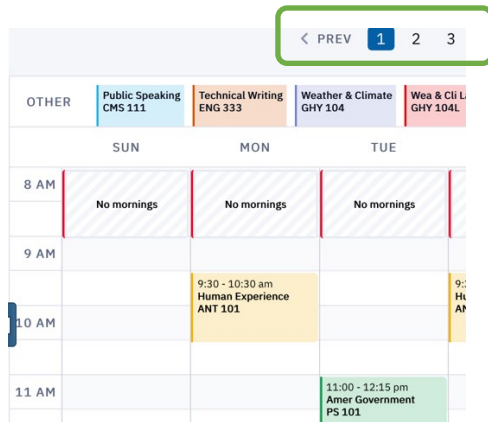 PREV 1 2 3
OTHER
Public Speaking
CMS 111
Technical Writing
ENG 333
Weather & Climate
GHY 104
Wea & Cli
GHY 104L
SUN MON TUE
8 AM
No mornings No mornings No mornings
9 AM
9:30 - 10:30 am
Human Experience
ANT 101
10 AM
11 AM
11:00 - 12:15 pm
Amer Government
PS 101